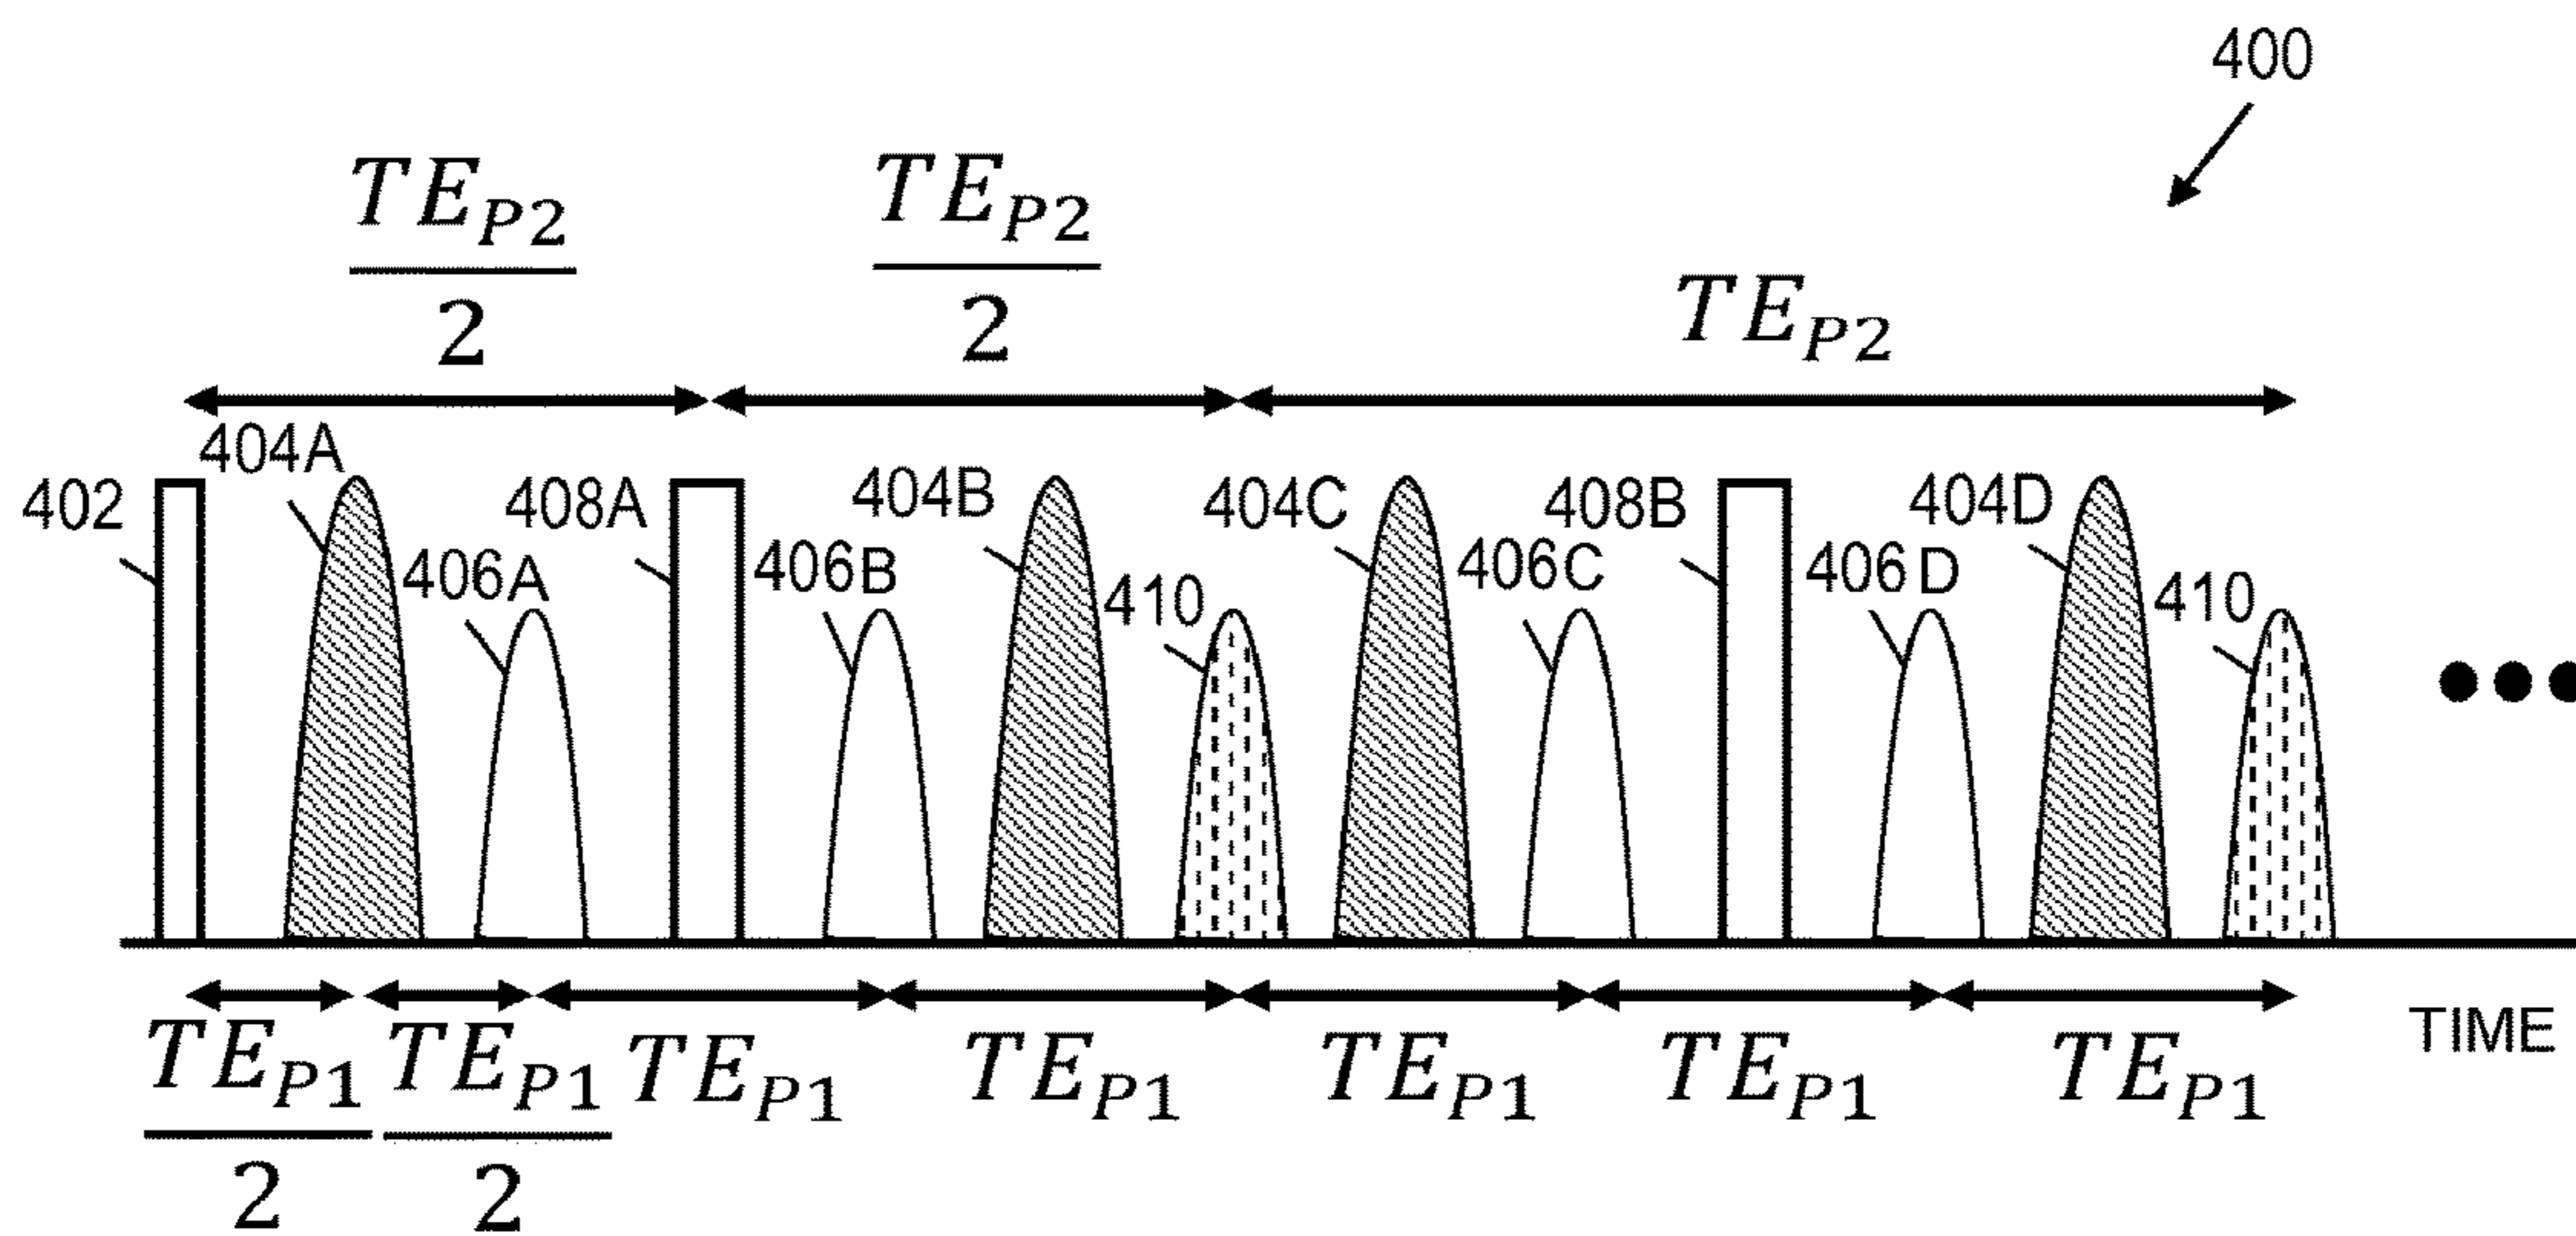 400
TE_P2/2 TE_P2/2 TE_P2
402 404A 406A 408A 406B 404B 410 404C 406C 408B 406D 404D 410
TE_P1/2 TE_P1/2 TE_P1 TE_P1 TE_P1 TE_P1 TE_P1 TIME